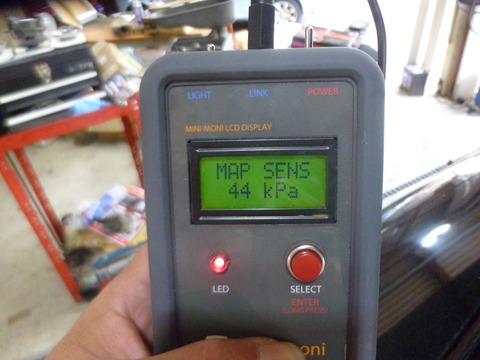 LIGHT LINK POWER
MINI-MONI LCD DISPLAY
MAP SENS
44 kPa
LED SELECT
ENTER
(LONG PRESS)